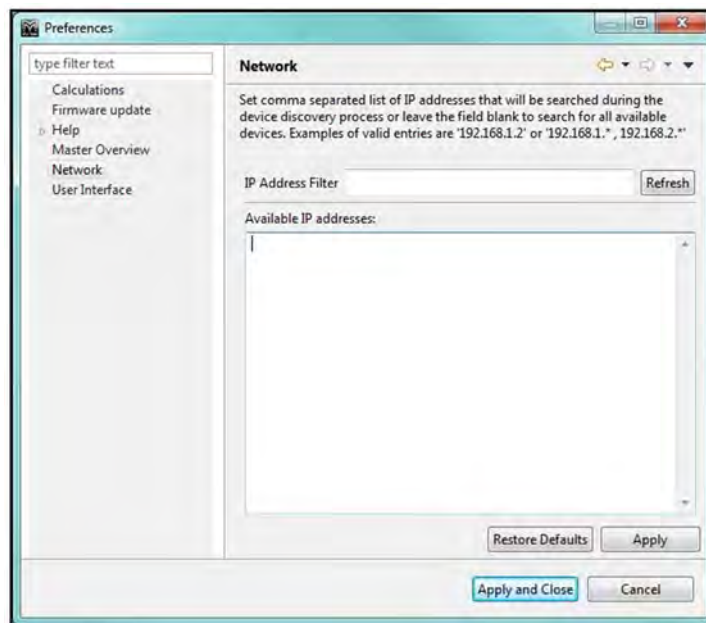 Preferences
type filter text
Calculations
Firmware update
Help
Master Overview
Network
User Interface
Network
Set comma separated list of IP addresses that will be searched during the
device discovery process or leave the field blank to search for all available
devices. Examples of valid entries are '192.168.1.2' or '192.168.1.* , 192.168.2.*'
IP Address Filter
Refresh
Available IP addresses:
Restore Defaults
Apply
Apply and Close
Cancel